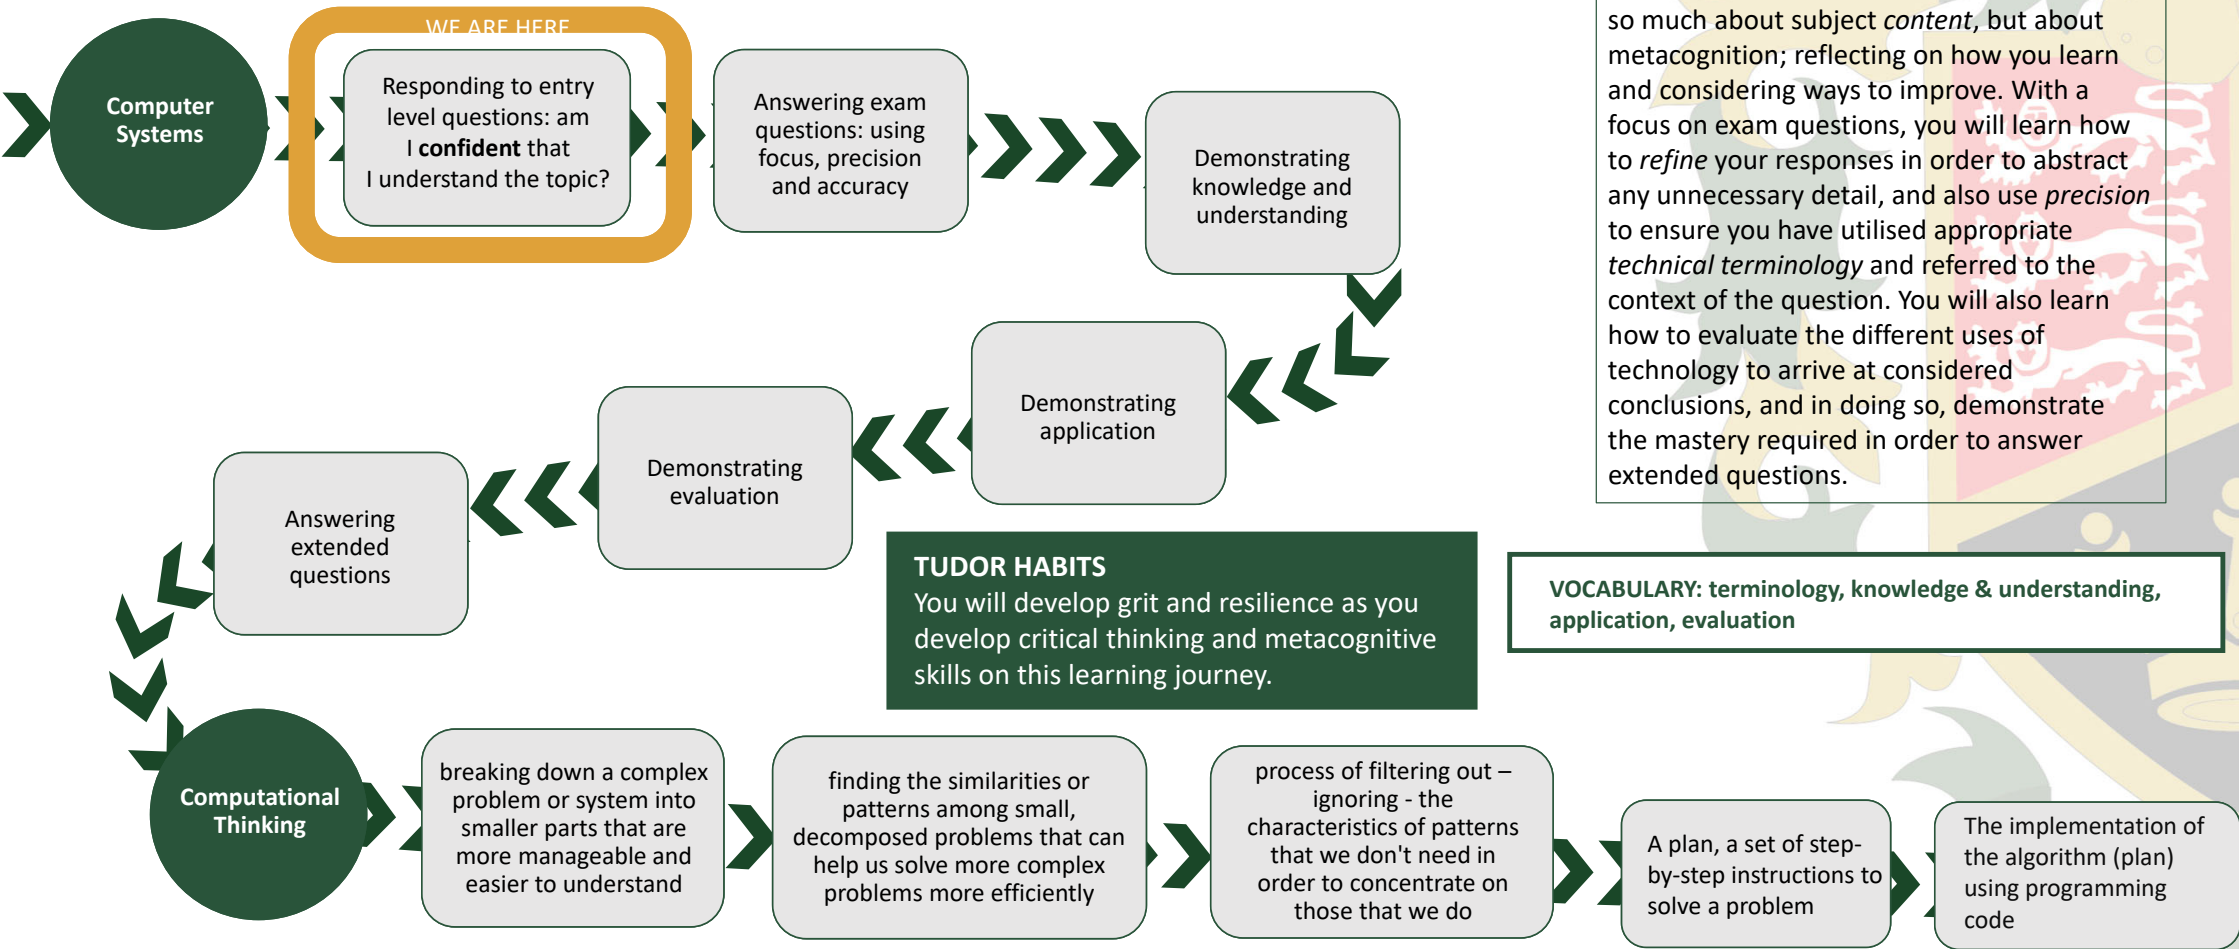 WE ARE HERE
Computer
Systems
Responding to entry
level questions: am
I confident that
I understand the topic?
Answering exam
questions: using
focus, precision
and accuracy
Demonstrating
knowledge and
understanding
Demonstrating
application
Demonstrating
evaluation
Answering
extended
questions
so much about subject content, but about
metacognition; reflecting on how you learn
and considering ways to improve. With a
focus on exam questions, you will learn how
to refine your responses in order to abstract
any unnecessary detail, and also use precision
to ensure you have utilised appropriate
technical terminology and referred to the
context of the question. You will also learn
how to evaluate the different uses of
technology to arrive at considered
conclusions, and in doing so, demonstrate
the mastery required in order to answer
extended questions.
TUDOR HABITS
You will develop grit and resilience as you
develop critical thinking and metacognitive
skills on this learning journey.
VOCABULARY: terminology, knowledge & understanding,
application, evaluation
Computational
Thinking
breaking down a complex
problem or system into
smaller parts that are
more manageable and
easier to understand
finding the similarities or
patterns among small,
decomposed problems that can
help us solve more complex
problems more efficiently
process of filtering out –
ignoring - the
characteristics of patterns
that we don't need in
order to concentrate on
those that we do
A plan, a set of step-
by-step instructions to
solve a problem
The implementation of
the algorithm (plan)
using programming
code